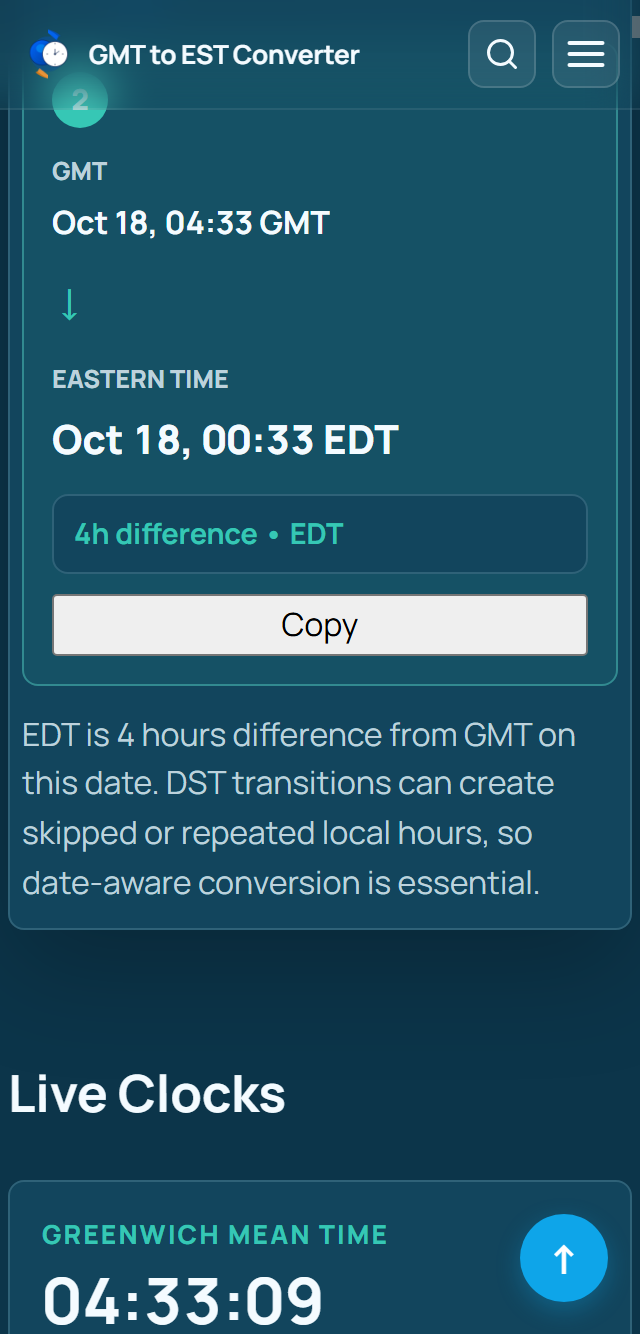 GMT to EST Converter
2
GMT
Oct 18, 04:33 GMT
↓
EASTERN TIME
Oct 18, 00:33 EDT
4h difference • EDT
Copy
EDT is 4 hours difference from GMT on
this date. DST transitions can create
skipped or repeated local hours, so
date-aware conversion is essential.
Live Clocks
GREENWICH MEAN TIME
04:33:09
↑